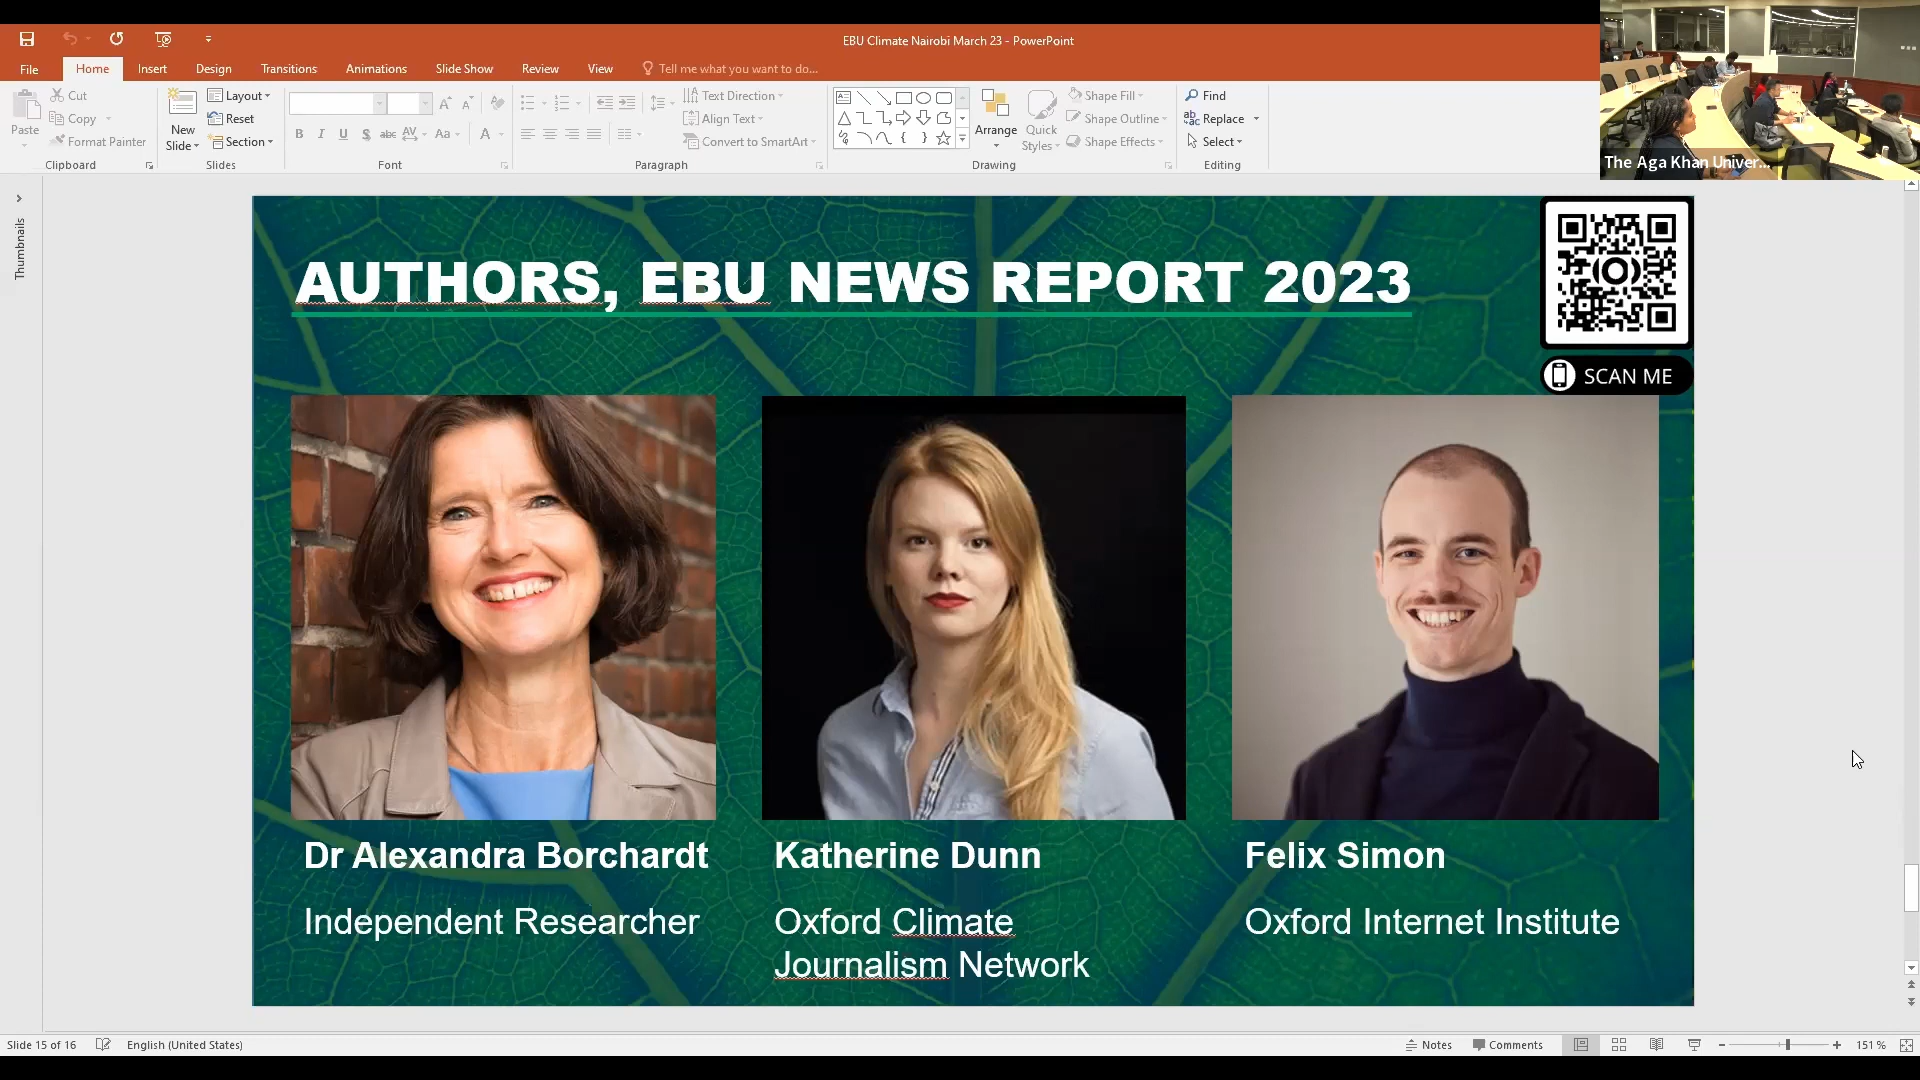 EBU Climate Nairobi March 23 - PowerPoint
File Home Insert Design Transitions Animations Slide Show Review View Tell me what you want to do...
Paste
Cut
Copy
Format Painter
Clipboard
New
Slide
Layout
Reset
Section
Slides
B I U S abc AV Aa A
Font
Text Direction
Align Text
Convert to SmartArt
Paragraph
Arrange
Quick
Styles
Shape Fill
Shape Outline
Shape Effects
Drawing
Find
Replace
Select
Editing
The Aga Khan Univer...
Thumbnails
AUTHORS, EBU NEWS REPORT 2023
SCAN ME
Dr Alexandra Borchardt
Independent Researcher
Katherine Dunn
Oxford Climate
Journalism Network
Felix Simon
Oxford Internet Institute
Slide 15 of 16 English (United States) Notes Comments 151 %